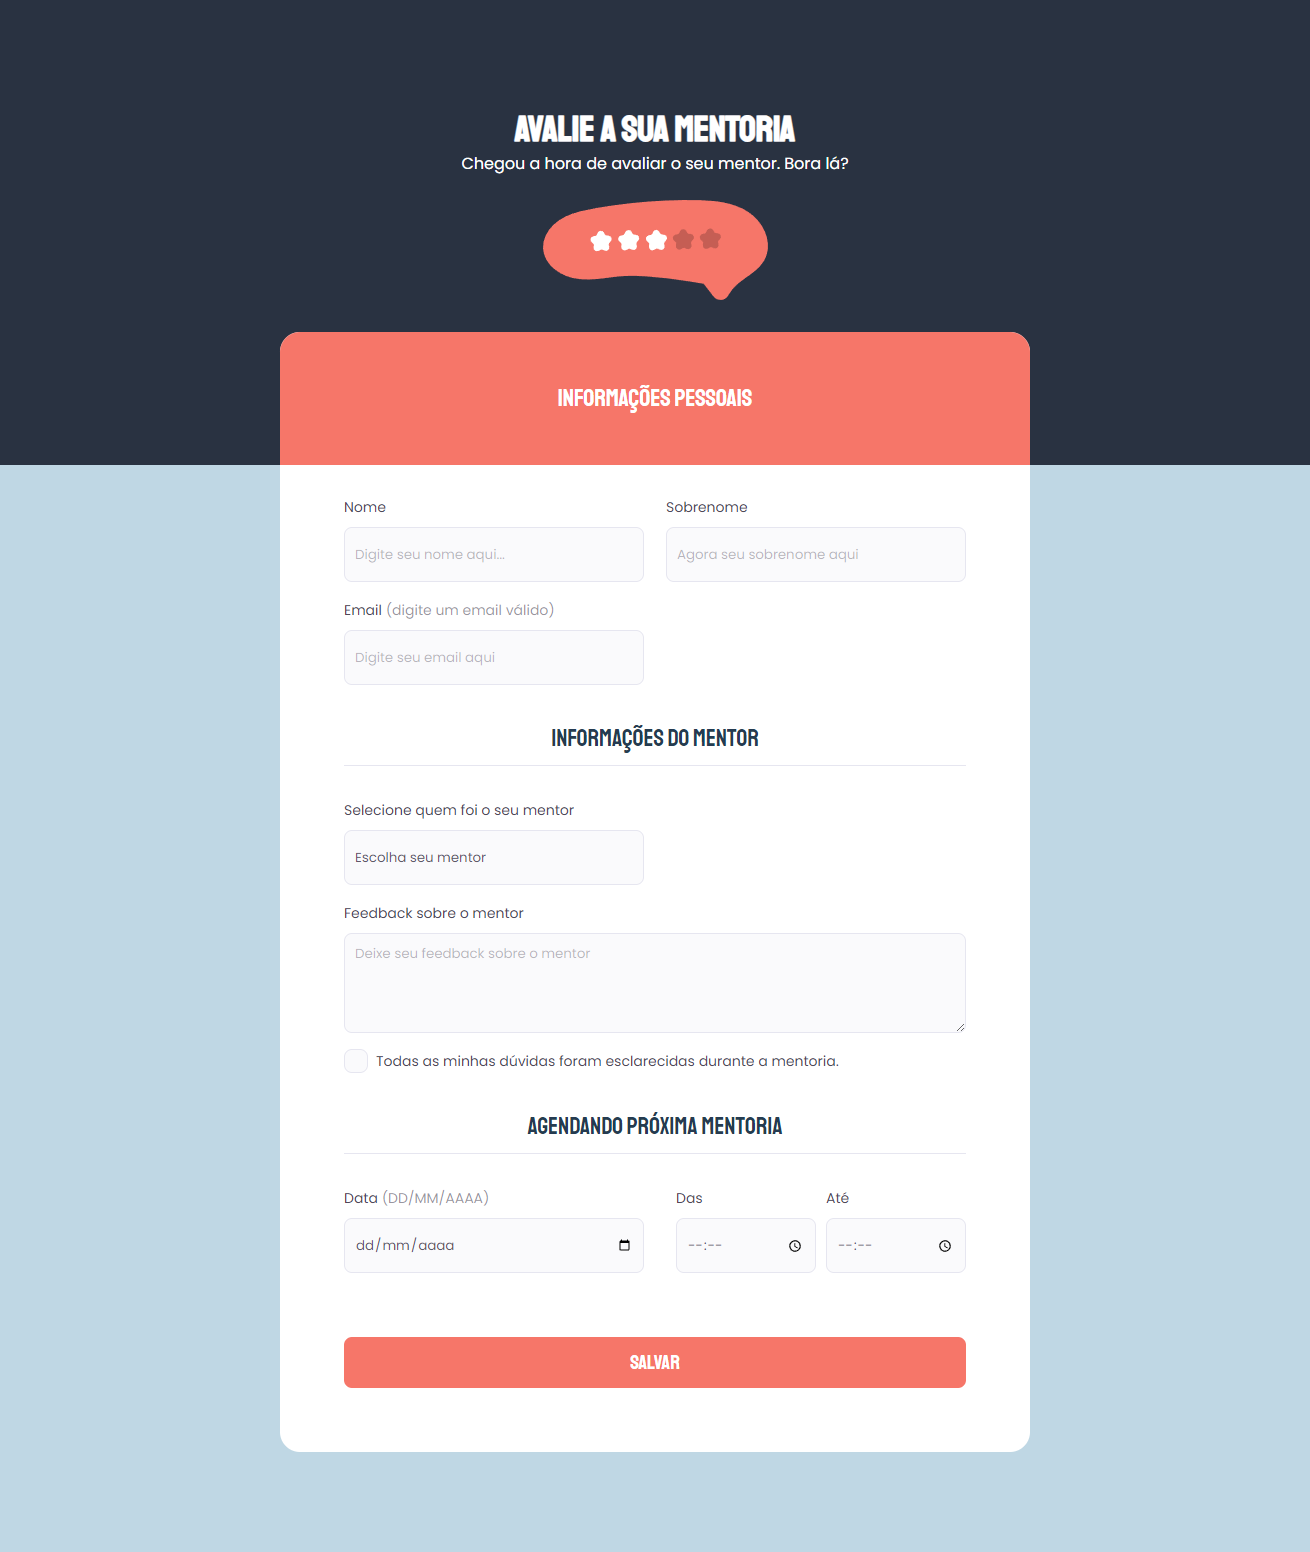 AVALIE A SUA MENTORIA
Chegou a hora de avaliar o seu mentor. Bora lá?
INFORMAÇÕES PESSOAIS
Nome
Sobrenome
Digite seu nome aqui...
Agora seu sobrenome aqui
Email (digite um email válido)
Digite seu email aqui
INFORMAÇÕES DO MENTOR
Selecione quem foi o seu mentor
Escolha seu mentor
Feedback sobre o mentor
Deixe seu feedback sobre o mentor
Todas as minhas dúvidas foram esclarecidas durante a mentoria.
AGENDANDO PRÓXIMA MENTORIA
Data (DD/MM/AAAA)
Das
Até
dd/mm/aaaa
--:--
--:--
SALVAR